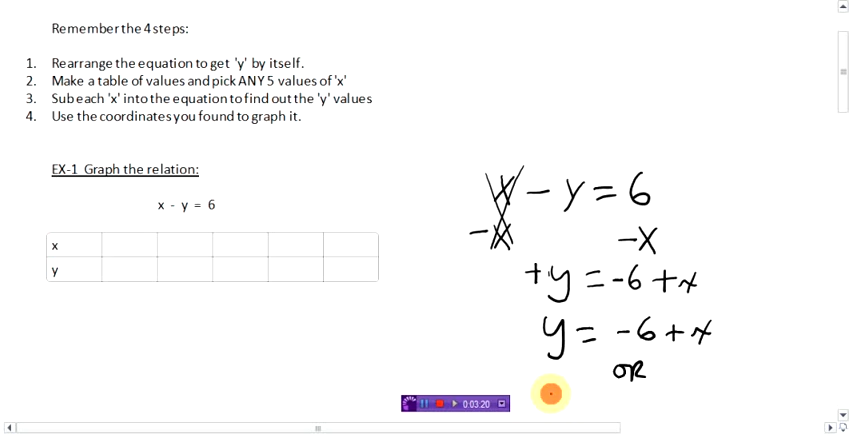 Remember the 4 steps:
1. Rearrange the equation to get 'y' by itself.
2. Make a table of values and pick ANY 5 values of 'x'
3. Sub each 'x' into the equation to find out the 'y' values
4. Use the coordinates you found to graph it.
EX-1 Graph the relation:
x - y = 6
x
y
x - y = 6
-x -x
+y = -6 + x
y = -6 + x
OR
0:03:20